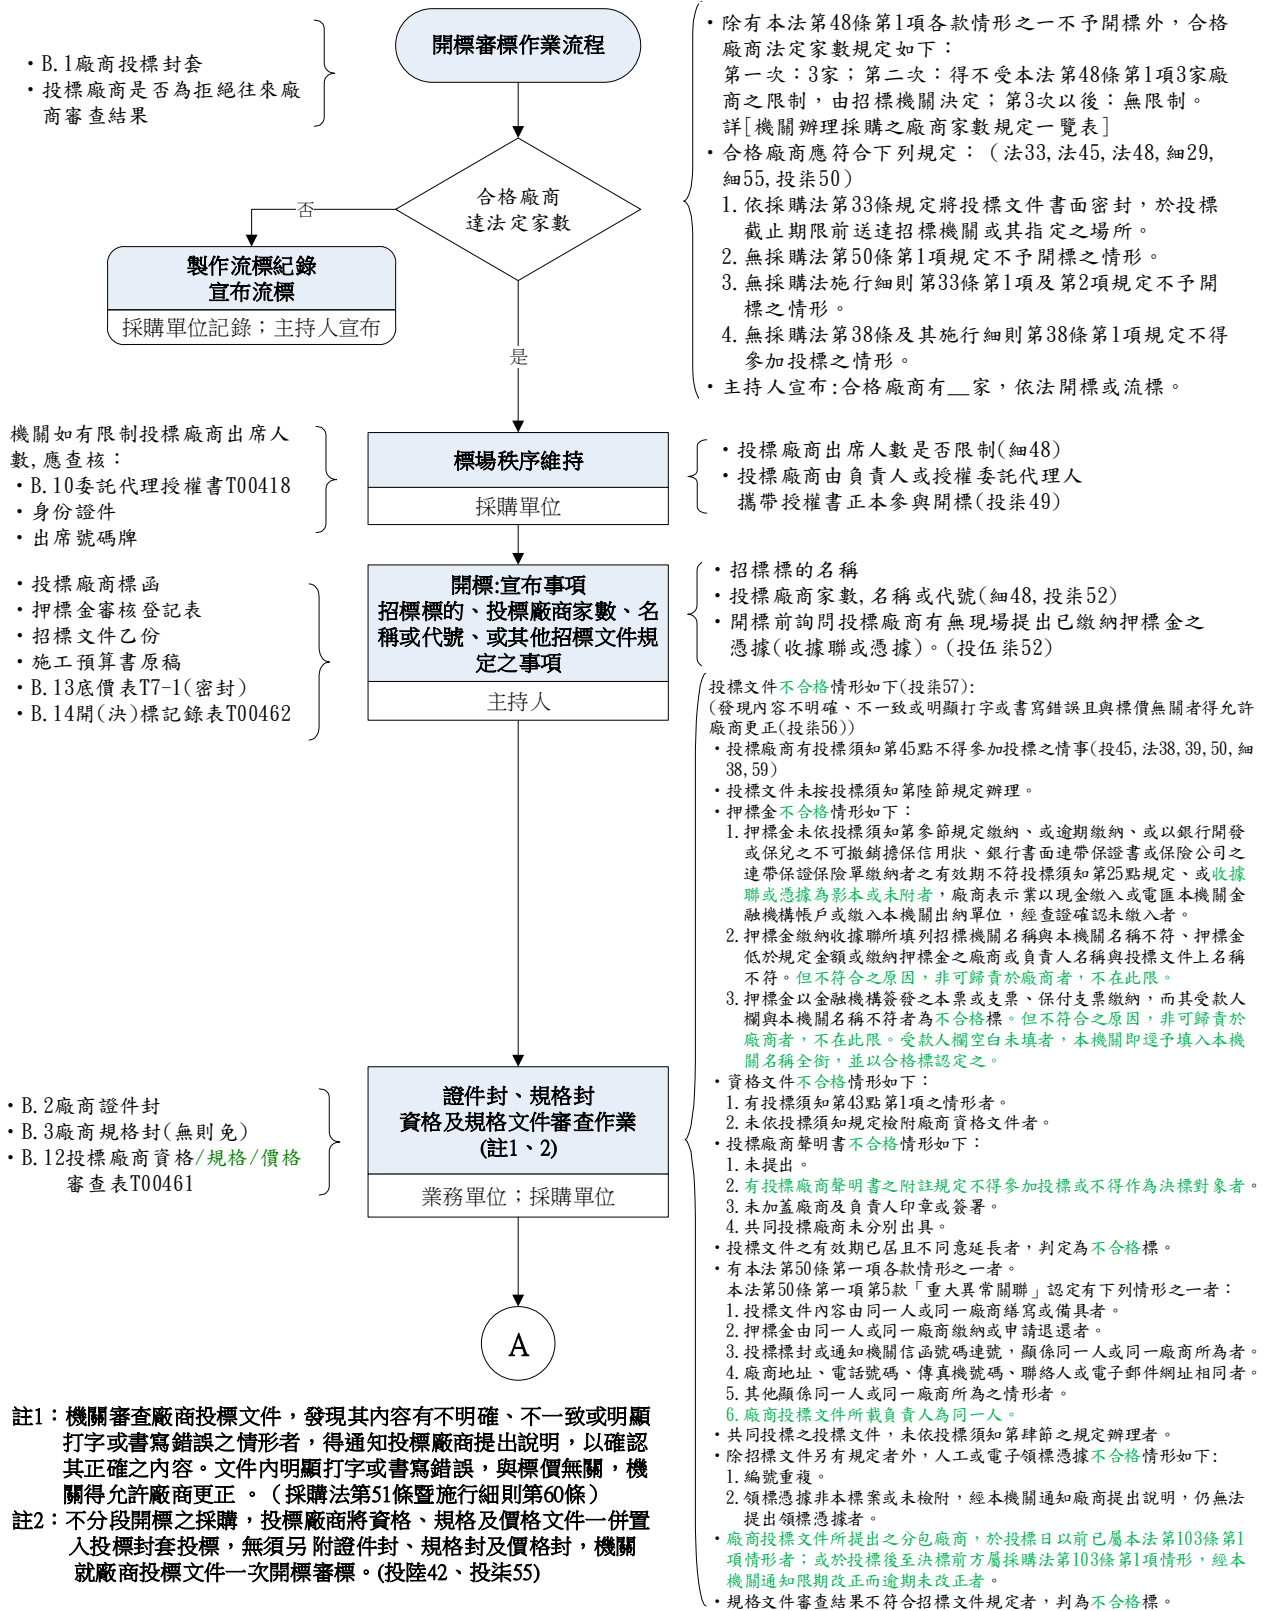 開標審標作業流程
・B.1廠商投標封套
・投標廠商是否為拒絕往來廠
商審查結果
・除有本法第48條第1項各款情形之一不予開標外，合格
廠商法定家數規定如下：
第一次：3家；第二次：得不受本法第48條第1項3家廠
商之限制，由招標機關決定；第3次以後：無限制。
詳[機關辦理採購之廠商家數規定一覽表]
・合格廠商應符合下列規定：（法33,法45,法48,細29,
細55,投柒50）
1.依採購法第33條規定將投標文件書面密封，於投標
截止期限前送達招標機關或其指定之場所。
2.無採購法第50條第1項規定不予開標之情形。
3.無採購法施行細則第33條第1項及第2項規定不予開
標之情形。
4.無採購法第38條及其施行細則第38條第1項規定不得
參加投標之情形。
・主持人宣布:合格廠商有__家，依法開標或流標。
合格廠商
達法定家數
否
製作流標紀錄
宣布流標
採購單位記錄；主持人宣布
是
機關如有限制投標廠商出席人
數,應查核：
・B.10委託代理授權書T00418
・身份證件
・出席號碼牌
標場秩序維持
採購單位
・投標廠商出席人數是否限制(細48)
・投標廠商由負責人或授權委託代理人
攜帶授權書正本參與開標(投柒49)
・投標廠商標函
・押標金審核登記表
・招標文件乙份
・施工預算書原稿
・B.13底價表T7-1(密封)
・B.14開(決)標記錄表T00462
開標:宣布事項
招標標的、投標廠商家數、名
稱或代號、或其他招標文件規
定之事項
主持人
・招標標的名稱
・投標廠商家數,名稱或代號(細48,投柒52)
・開標前詢問投標廠商有無現場提出已繳納押標金之
憑據(收據聯或憑據)。(投伍柒52)
投標文件不合格情形如下(投柒57):
(發現內容不明確、不一致或明顯打字或書寫錯誤且與標價無關者得允許
廠商更正(投柒56))
・投標廠商有投標須知第45點不得參加投標之情事(投45,法38,39,50,細
38,59)
・投標文件未按投標須知第陸節規定辦理。
・押標金不合格情形如下：
1.押標金未依投標須知第參節規定繳納、或逾期繳納、或以銀行開發
或保兌之不可撤銷擔保信用狀、銀行書面連帶保證書或保險公司之
連帶保證保險單繳納者之有效期不符投標須知第25點規定、或收據
聯或憑據為影本或未附者，廠商表示業以現金繳入或電匯本機關金
融機構帳戶或繳入本機關出納單位，經查證確認未繳入者。
2.押標金繳納收據聯所填列招標機關名稱與本機關名稱不符、押標金
低於規定金額或繳納押標金之廠商或負責人名稱與投標文件上名稱
不符。但不符合之原因，非可歸責於廠商者，不在此限。
3.押標金以金融機構簽發之本票或支票、保付支票繳納，而其受款人
欄與本機關名稱不符者為不合格標。但不符合之原因，非可歸責於
廠商者，不在此限。受款人欄空白未填者，本機關即逕予填入本機
關名稱全銜，並以合格標認定之。
・資格文件不合格情形如下：
1.有投標須知第43點第1項之情形者。
2.未依投標須知規定檢附廠商資格文件者。
・投標廠商聲明書不合格情形如下：
1.未提出。
2.有投標廠商聲明書之附註規定不得參加投標或不得作為決標對象者。
3.未加蓋廠商及負責人印章或簽署。
4.共同投標廠商未分別出具。
・投標文件之有效期已屆且不同意延長者，判定為不合格標。
・有本法第50條第一項各款情形之一者。
本法第50條第一項第5款「重大異常關聯」認定有下列情形之一者：
1.投標文件內容由同一人或同一廠商繕寫或備具者。
2.押標金由同一人或同一廠商繳納或申請退還者。
3.投標標封或通知機關信函號碼連號，顯係同一人或同一廠商所為者。
4.廠商地址、電話號碼、傳真機號碼、聯絡人或電子郵件網址相同者。
5.其他顯係同一人或同一廠商所為之情形者。
6.廠商投標文件所載負責人為同一人。
・共同投標之投標文件，未依投標須知第肆節之規定辦理者。
・除招標文件另有規定者外，人工或電子領標憑據不合格情形如下:
1.編號重複。
2.領標憑據非本標案或未檢附，經本機關通知廠商提出說明，仍無法
提出領標憑據者。
・廠商投標文件所提出之分包廠商，於投標日以前已屬本法第103條第1
項情形者；或於投標後至決標前方屬採購法第103條第1項情形，經本
機關通知限期改正而逾期未改正者。
・規格文件審查結果不符合招標文件規定者，判為不合格標。
・B.2廠商證件封
・B.3廠商規格封(無則免)
・B.12投標廠商資格/規格/價格
審查表T00461
證件封、規格封
資格及規格文件審查作業
(註1、2)
業務單位；採購單位
A
註1：機關審查廠商投標文件，發現其內容有不明確、不一致或明顯
打字或書寫錯誤之情形者，得通知投標廠商提出說明，以確認
其正確之內容。文件內明顯打字或書寫錯誤，與標價無關，機
關得允許廠商更正 。（採購法第51條暨施行細則第60條）
註2：不分段開標之採購，投標廠商將資格、規格及價格文件一併置
入投標封套投標，無須另 附證件封、規格封及價格封，機關
就廠商投標文件一次開標審標。(投陸42、投柒55)